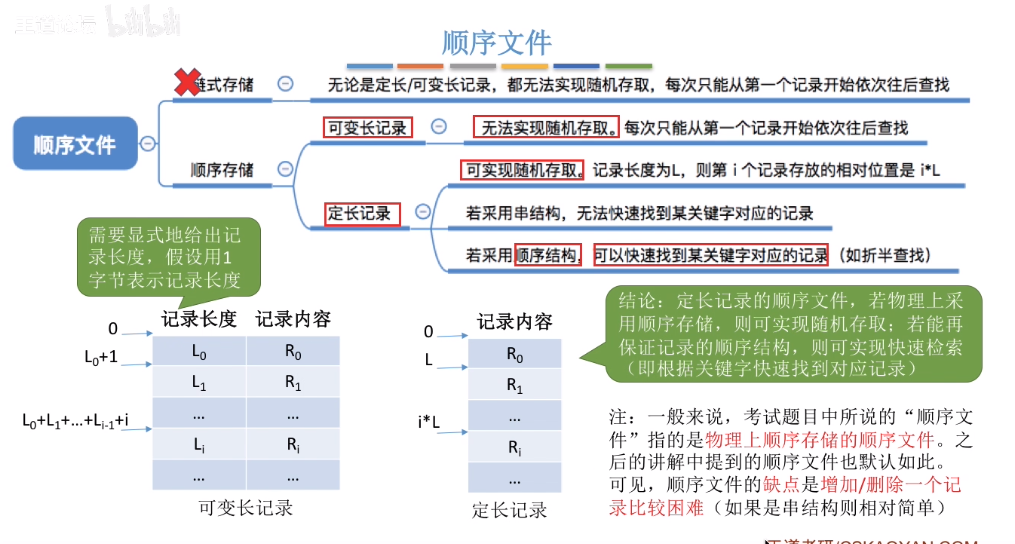 王道论坛 bilibili
顺序文件
链式存储
无论是定长/可变长记录，都无法实现随机存取，每次只能从第一个记录开始依次往后查找
可变长记录
无法实现随机存取。每次只能从第一个记录开始依次往后查找
顺序文件
顺序存储
可实现随机存取。记录长度为L，则第 i 个记录存放的相对位置是 i*L
定长记录
若采用串结构，无法快速找到某关键字对应的记录
若采用顺序结构，可以快速找到某关键字对应的记录（如折半查找）
需要显式地给出记
录长度，假设用1
字节表示记录长度
记录长度 记录内容
0
L₀ R₀
L₀+1
L₁ R₁
... ...
L₀+L₁+...+Lᵢ₋₁+i
Lᵢ Rᵢ
... ...
可变长记录
记录内容
0
R₀
L
R₁
...
i*L
Rᵢ
...
定长记录
结论：定长记录的顺序文件，若物理上采
用顺序存储，则可实现随机存取；若能再
保证记录的顺序结构，则可实现快速检索
（即根据关键字快速找到对应记录）
注：一般来说，考试题目中所说的“顺序文
件”指的是物理上顺序存储的顺序文件。之
后的讲解中提到的顺序文件也默认如此。
可见，顺序文件的缺点是增加/删除一个记
录比较困难（如果是串结构则相对简单）
王道考研/CSKAOYAN.COM